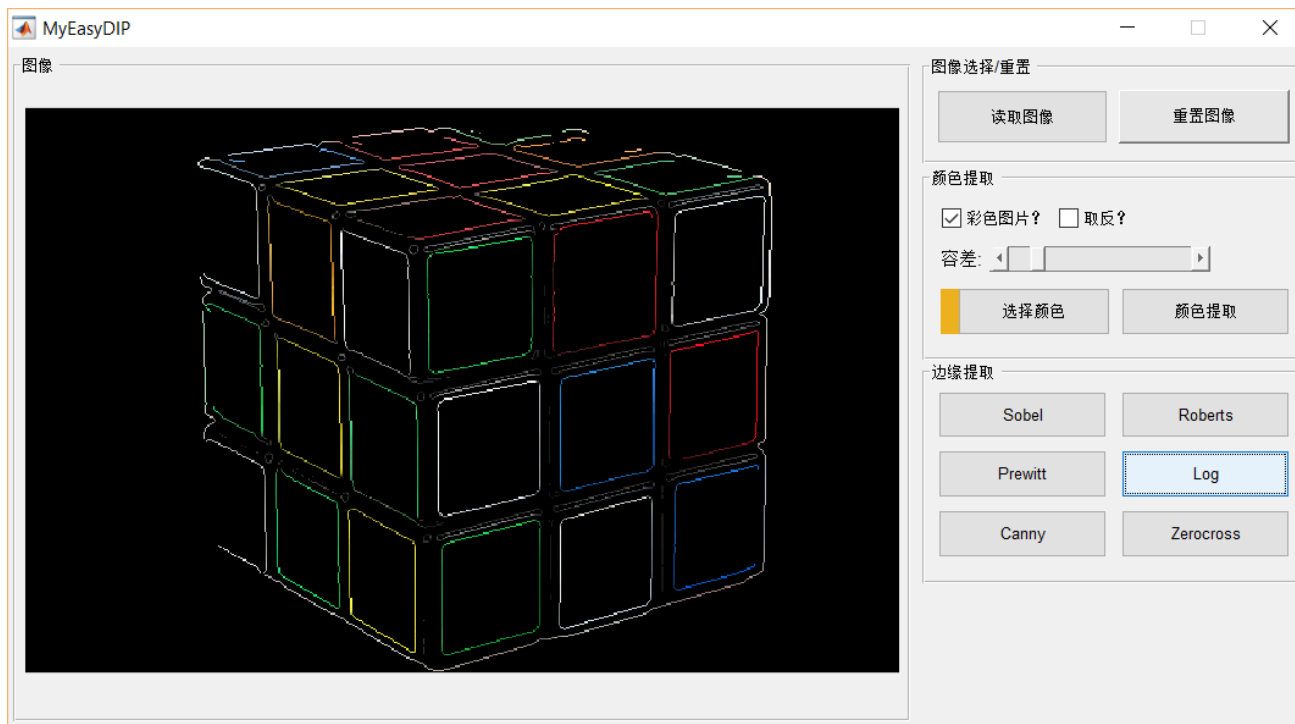 MyEasyDIP
图像
图像选择/重置
读取图像
重置图像
颜色提取
彩色图片?
取反?
容差:
选择颜色
颜色提取
边缘提取
Sobel
Roberts
Prewitt
Log
Canny
Zerocross